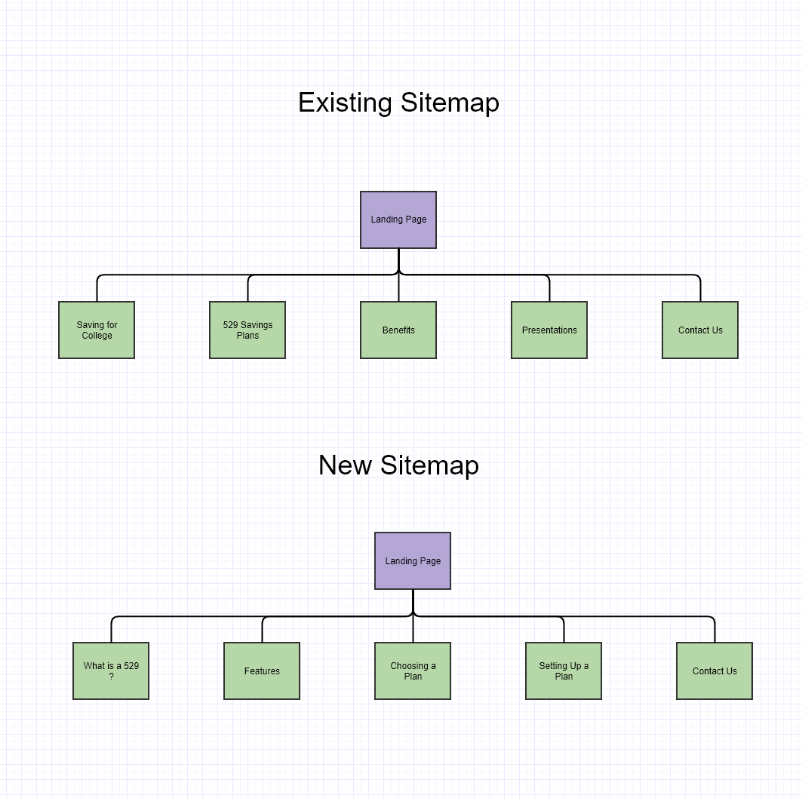 Existing Sitemap
Landing Page
Saving for
College
529 Savings
Plans
Benefits
Presentations
Contact Us
New Sitemap
Landing Page
What is a 529
?
Features
Choosing a
Plan
Setting Up a
Plan
Contact Us